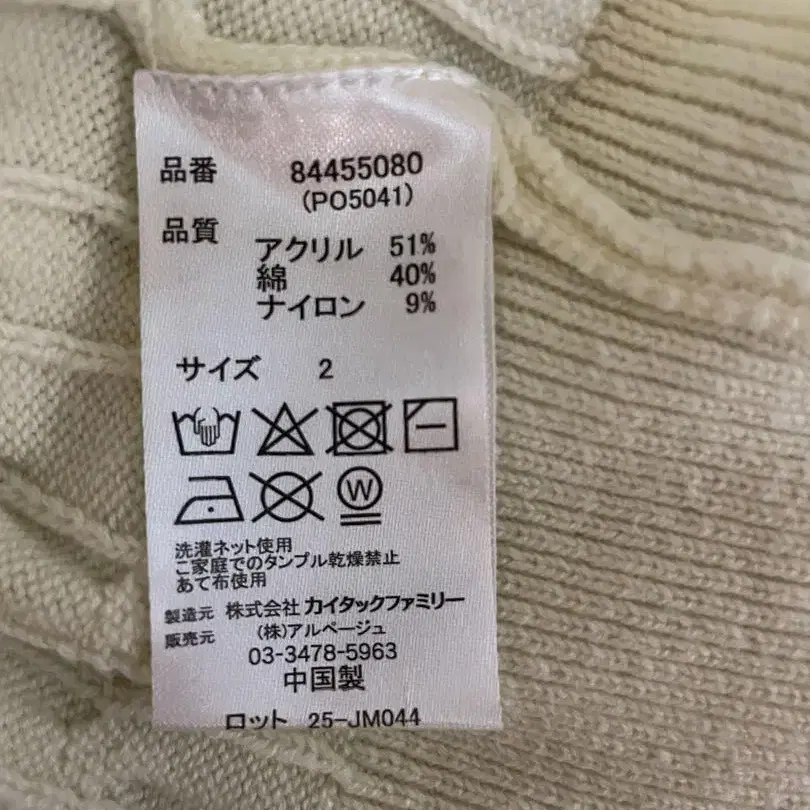 品番 84455080
(PO5041)
品質
アクリル 51%
綿 40%
ナイロン 9%
サイズ 2
W
洗濯ネット使用
ご家庭でのタンブル乾燥禁止
あて布使用
製造元 株式会社 カイタックファミリー
販売元 (株)アルページュ
03-3478-5963
中国製
ロット 25-JM044